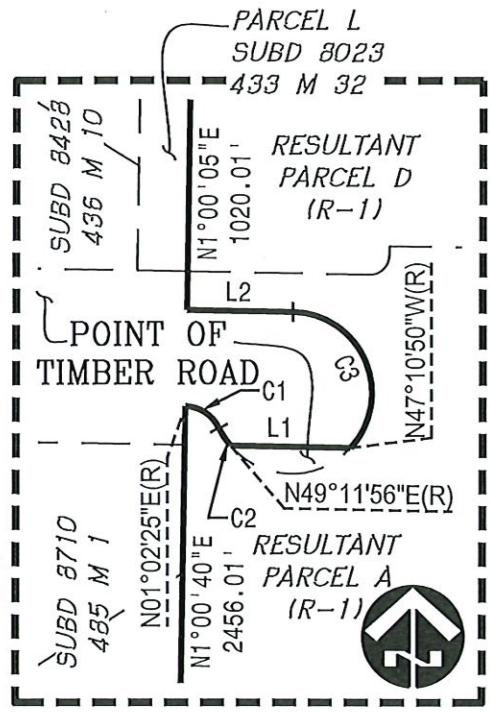 PARCEL L
SUBD 8023
433 M 32
SUBD 8428
436 M 10
N1°00'05"E
1020.01'
RESULTANT
PARCEL D
(R-1)
L2
POINT OF
TIMBER ROAD
C1
C3
N47°10'50"W(R)
L1
N49°11'56"E(R)
C2
N01°02'25"E(R)
SUBD 8710
485 M 1
N1°00'40"E
2456.01'
RESULTANT
PARCEL A
(R-1)
N